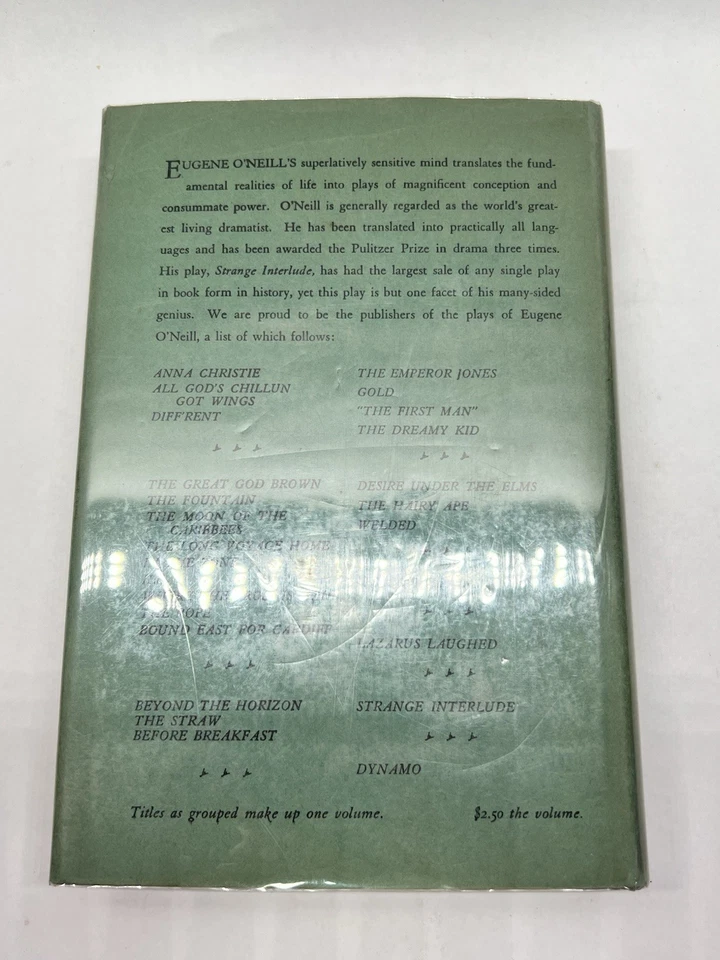 EUGENE O'NEILL'S superlatively sensitive mind translates the fund-
amental realities of life into plays of magnificent conception and
consummate power. O'Neill is generally regarded as the world's great-
est living dramatist. He has been translated into practically all lang-
uages and has been awarded the Pulitzer Prize in drama three times.
His play, Strange Interlude, has had the largest sale of any single play
in book form in history, yet this play is but one facet of his many-sided
genius. We are proud to be the publishers of the plays of Eugene
O'Neill, a list of which follows:
ANNA CHRISTIE
ALL GOD'S CHILLUN
GOT WINGS
DIFF'RENT
THE GREAT GOD BROWN
THE FOUNTAIN
THE MOON OF THE
CARIBBEES
THE LONG VOYAGE HOME
BOUND EAST FOR CARDIFF
BEYOND THE HORIZON
THE STRAW
BEFORE BREAKFAST
THE EMPEROR JONES
GOLD
"THE FIRST MAN"
THE DREAMY KID
DESIRE UNDER THE ELMS
THE HAIRY APE
WELDED
LAZARUS LAUGHED
STRANGE INTERLUDE
DYNAMO
Titles as grouped make up one volume.
$2.50 the volume.